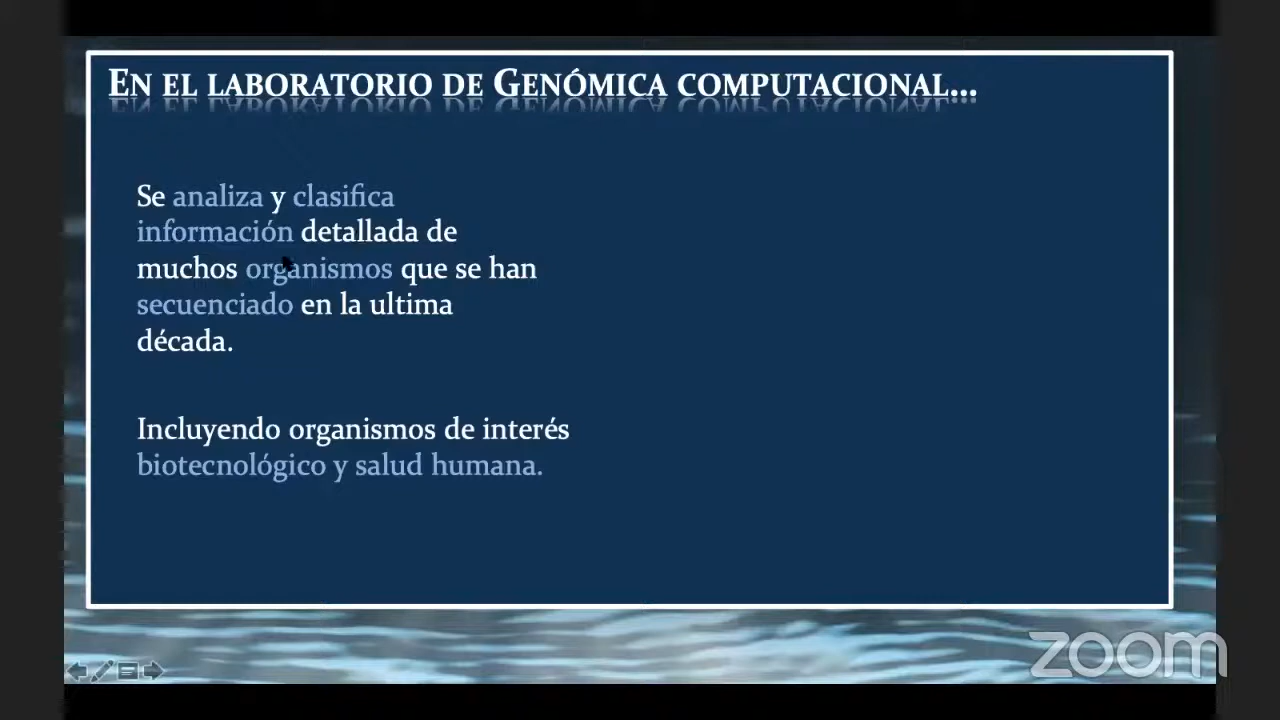 En el laboratorio de Genómica computacional...
Se analiza y clasifica
información detallada de
muchos organismos que se han
secuenciado en la ultima
década.
Incluyendo organismos de interés
biotecnológico y salud humana.
zoom